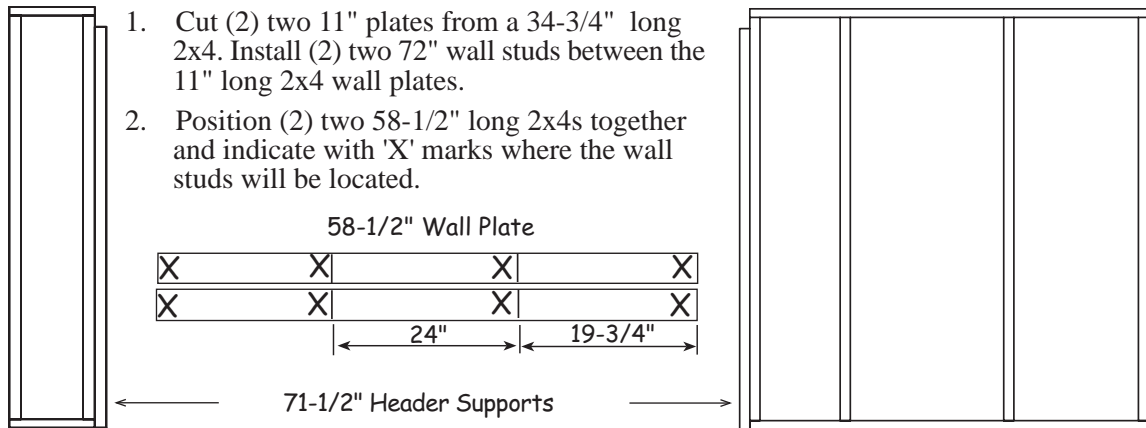 1. Cut (2) two 11" plates from a 34-3/4" long
2x4. Install (2) two 72" wall studs between the
11" long 2x4 wall plates.
2. Position (2) two 58-1/2" long 2x4s together
and indicate with 'X' marks where the wall
studs will be located.
58-1/2" Wall Plate
X X X X
X X X X
24" 19-3/4"
71-1/2" Header Supports